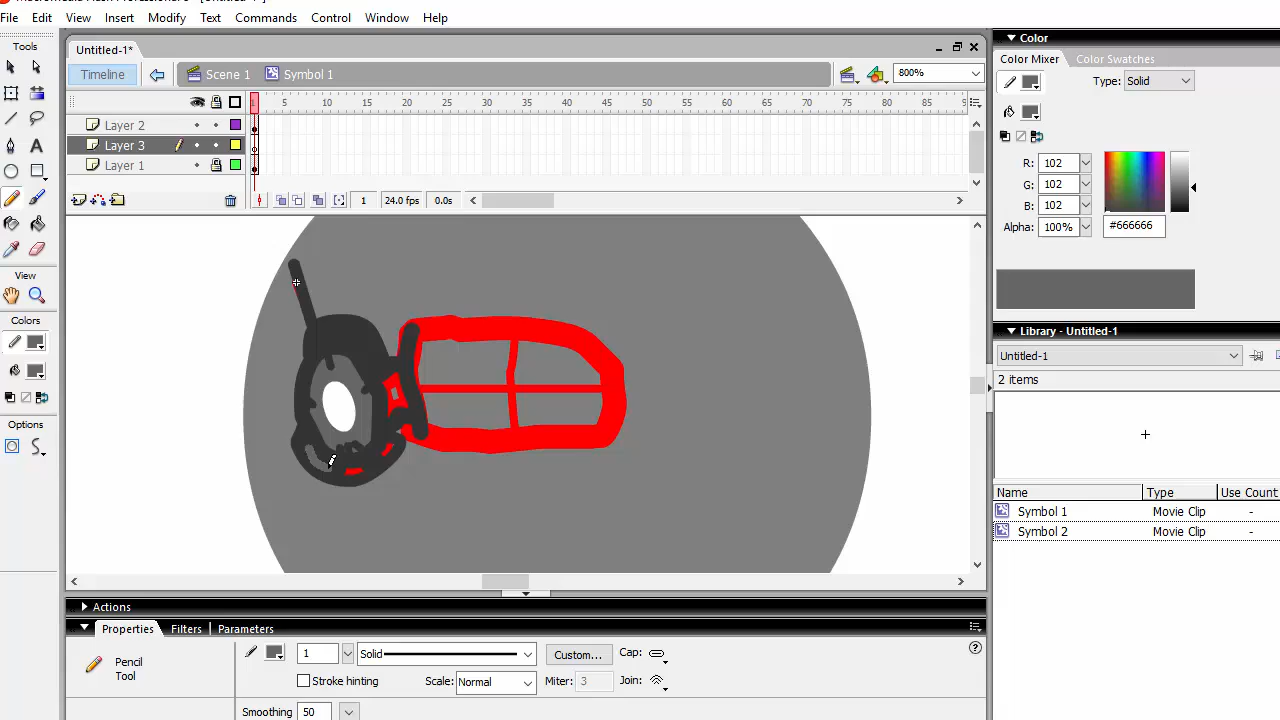 File Edit View Insert Modify Text Commands Control Window Help
Tools
Untitled-1*
Timeline Scene 1 Symbol 1 800%
1 5 10 15 20 25 30 35 40 45 50 55 60 65 70 75 80 85
Layer 2
Layer 3
Layer 1
1 24.0 fps 0.0s
View
Colors
Options
Color
Color Mixer Color Swatches
Type: Solid
R: 102
G: 102
B: 102
Alpha: 100% #666666
Library - Untitled-1
Untitled-1
2 items
Name Type Use Count
Symbol 1 Movie Clip -
Symbol 2 Movie Clip -
Actions
Properties Filters Parameters
Pencil
Tool
1 Solid Custom... Cap:
Stroke hinting Scale: Normal Miter: 3 Join:
Smoothing 50